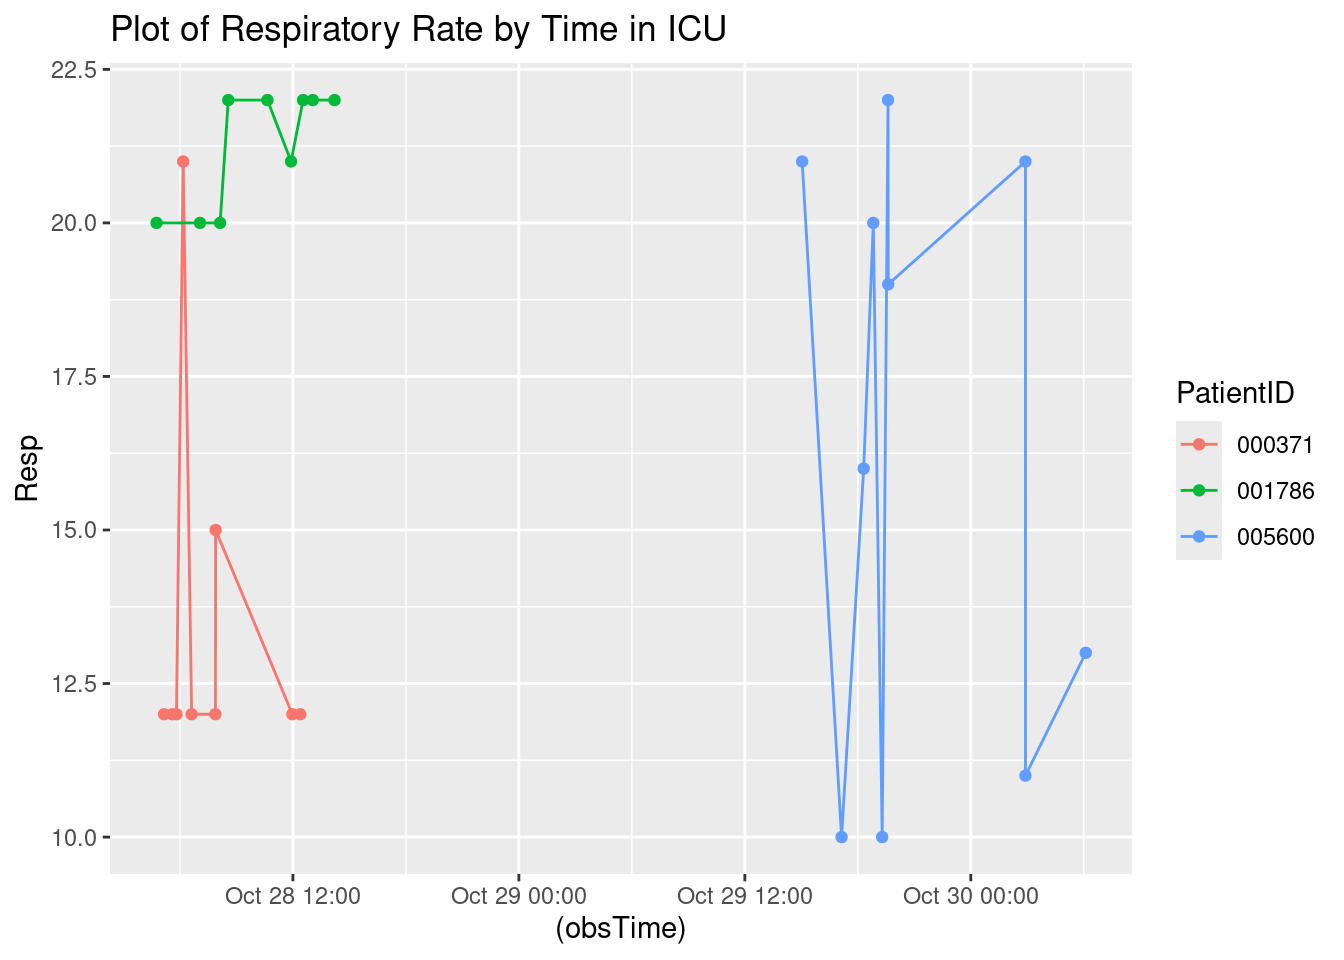 Plot of Respiratory Rate by Time in ICU
22.5
20.0
17.5
15.0
12.5
10.0
Resp
Oct 28 12:00
Oct 29 00:00
Oct 29 12:00
Oct 30 00:00
(obsTime)
PatientID
000371
001786
005600